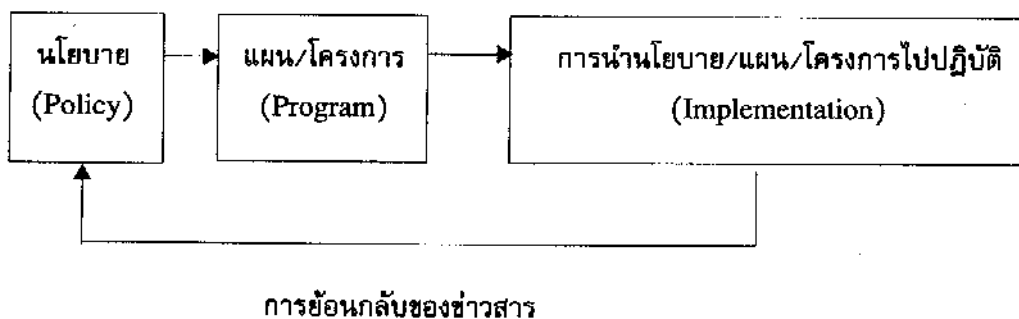 นโยบาย
(Policy)
แผน/โครงการ
(Program)
การนำนโยบาย/แผน/โครงการไปปฏิบัติ
(Implementation)
การย้อนกลับของข่าวสาร